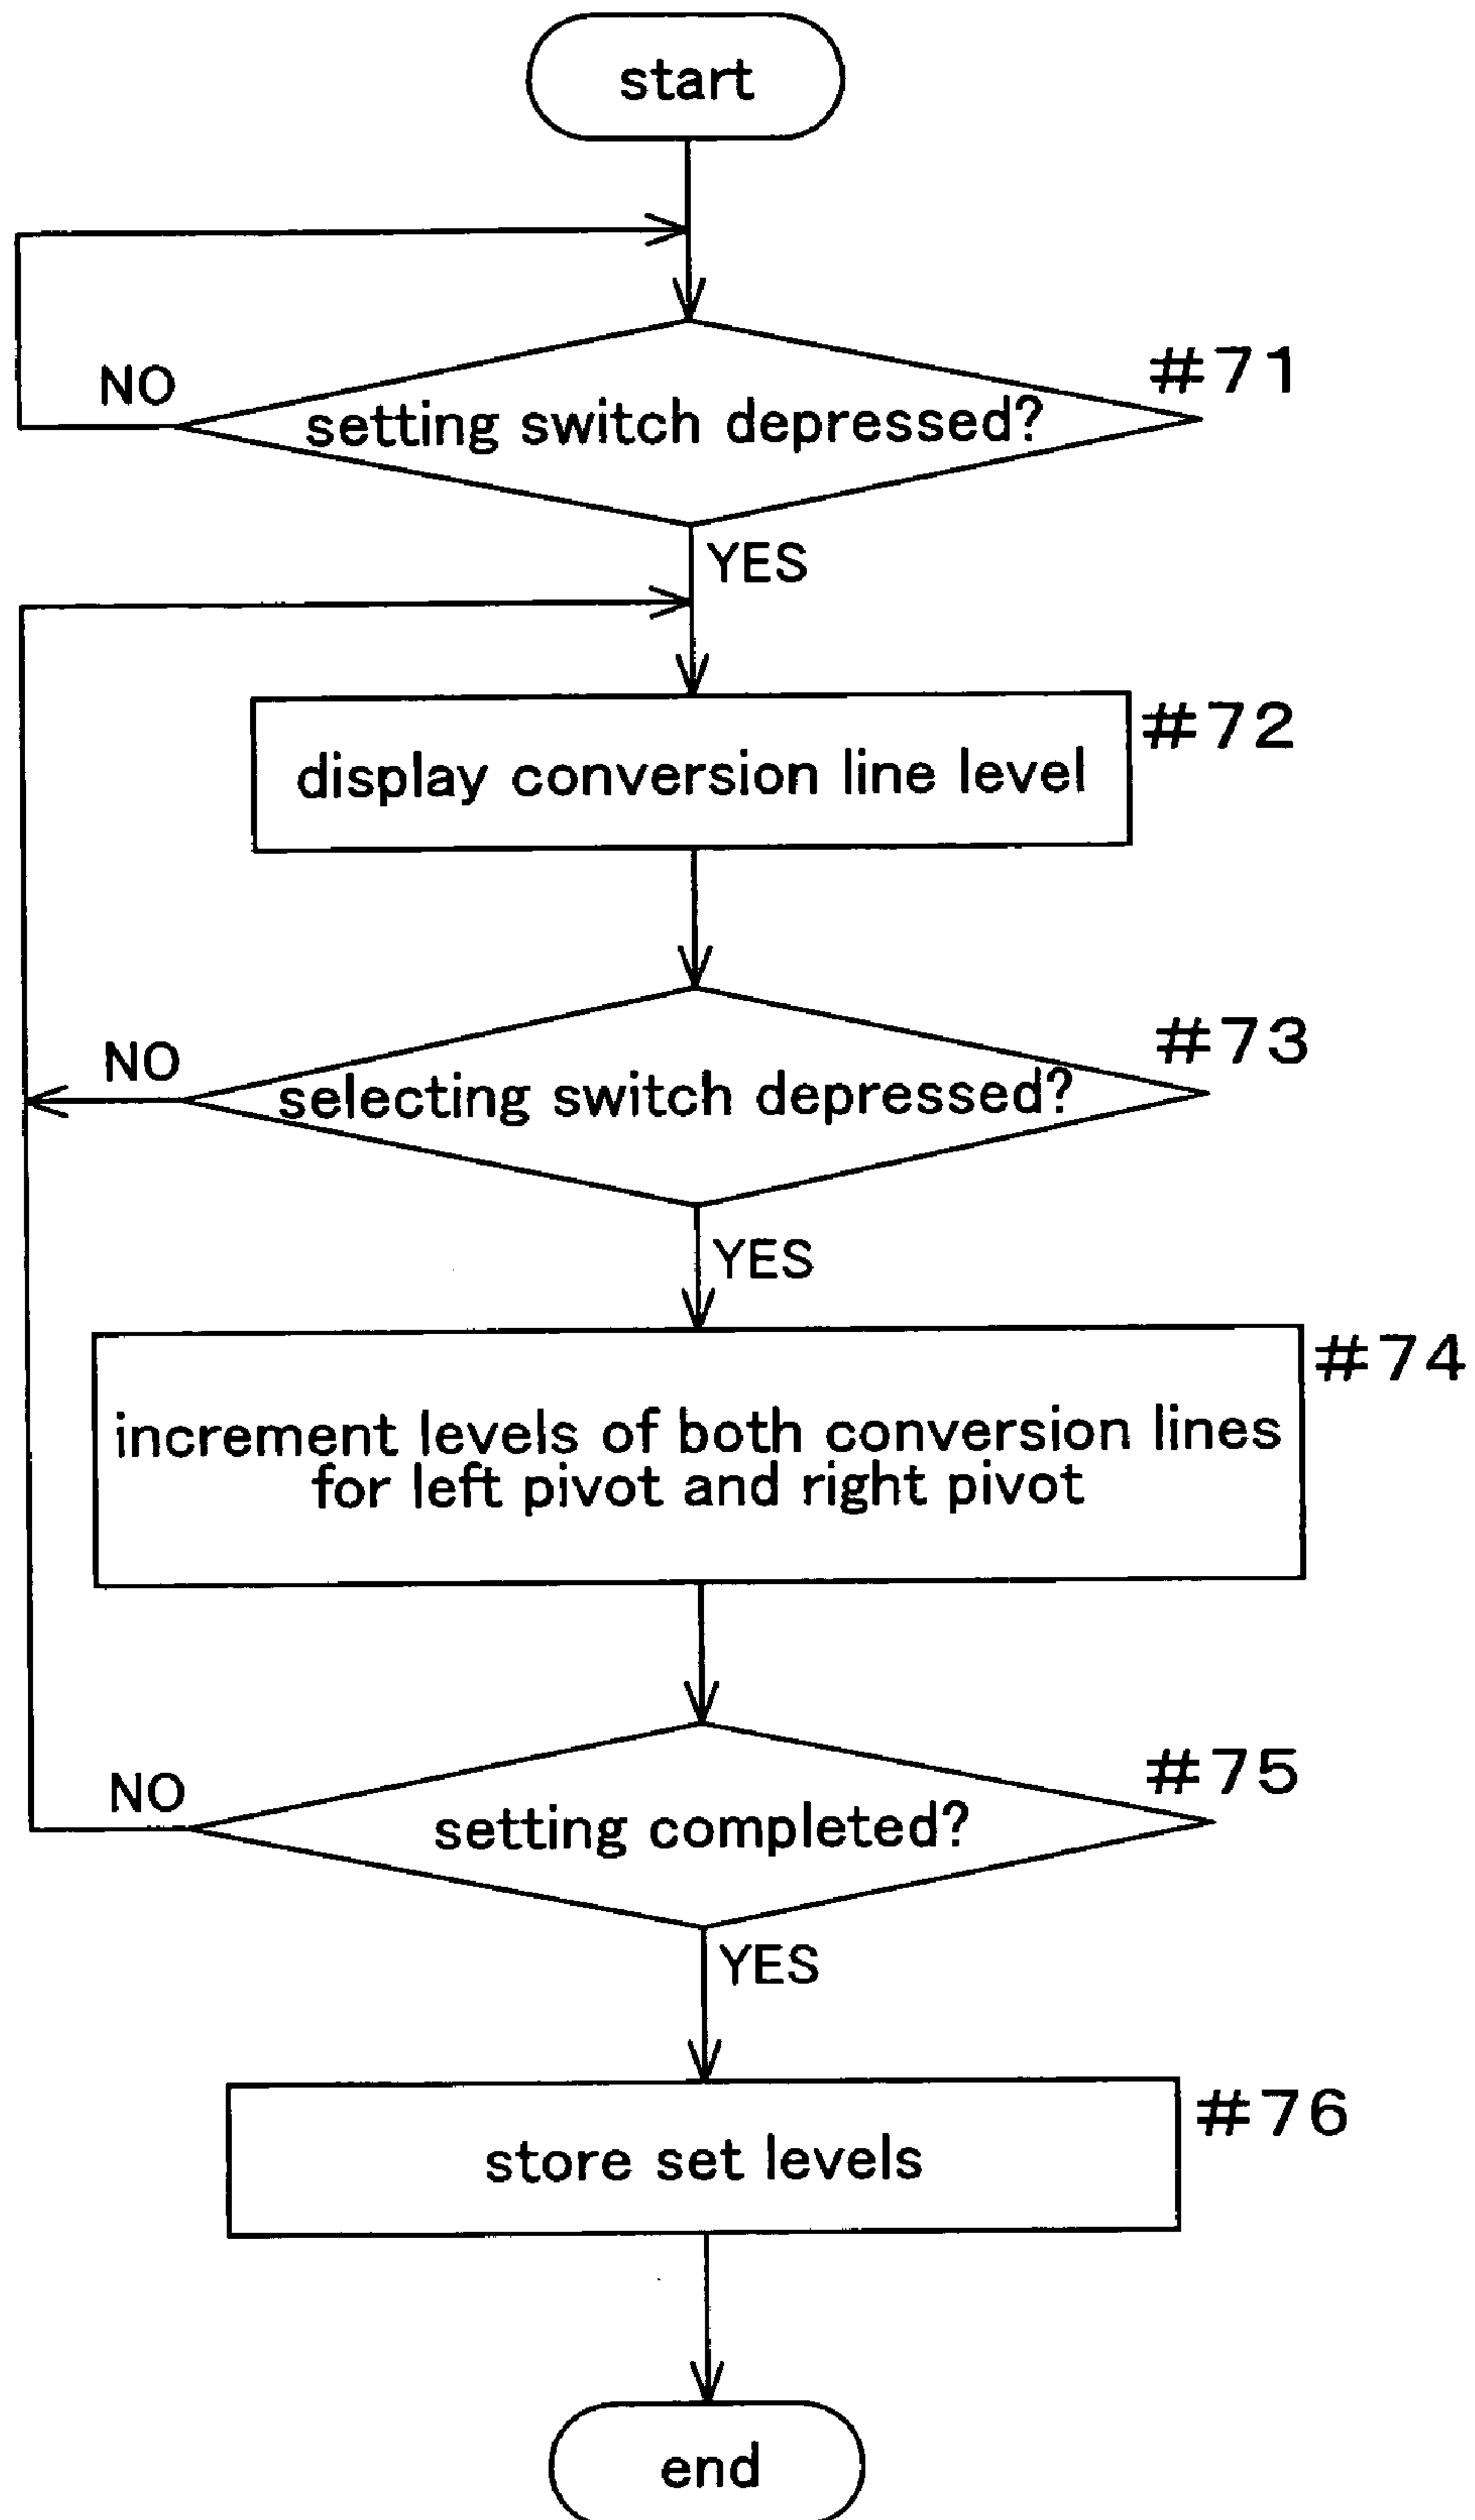 start
#71
NO
setting switch depressed?
YES
#72
display conversion line level
#73
NO
selecting switch depressed?
YES
#74
increment levels of both conversion lines
for left pivot and right pivot
#75
NO
setting completed?
YES
#76
store set levels
end